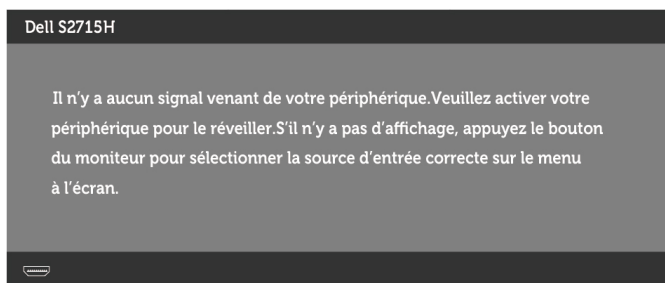 Dell S2715H
Il n’y a aucun signal venant de votre périphérique.Veuillez activer votre
périphérique pour le réveiller.S’il n’y a pas d’affichage, appuyez le bouton
du moniteur pour sélectionner la source d’entrée correcte sur le menu
à l’écran.